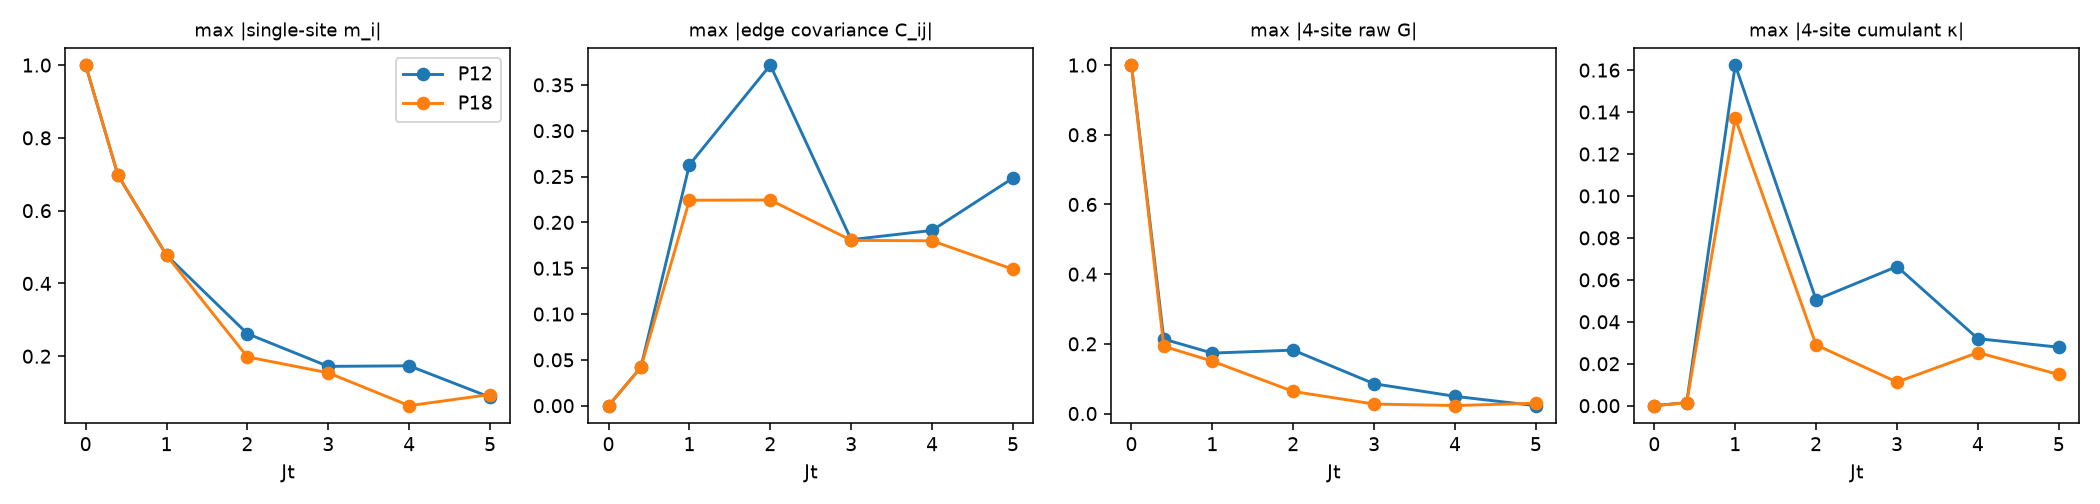 max |single-site m_i|
1.0
0.8
0.6
0.4
0.2
0 1 2 3 4 5
Jt
P12
P18
max |edge covariance C_ij|
0.35
0.30
0.25
0.20
0.15
0.10
0.05
0.00
0 1 2 3 4 5
Jt
max |4-site raw G|
1.0
0.8
0.6
0.4
0.2
0.0
0 1 2 3 4 5
Jt
max |4-site cumulant κ|
0.16
0.14
0.12
0.10
0.08
0.06
0.04
0.02
0.00
0 1 2 3 4 5
Jt